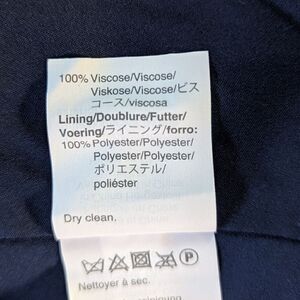 100% Viscose/Viscose/
Viskose/Viscose/ビス
コース/viscosa
Lining/Doublure/Futter/
Voering/ライニング/forro:
100% Polyester/Polyester/
Polyester/Polyester/
ポリエステル/
poliéster
Dry clean.
P
Nettoyer à sec.